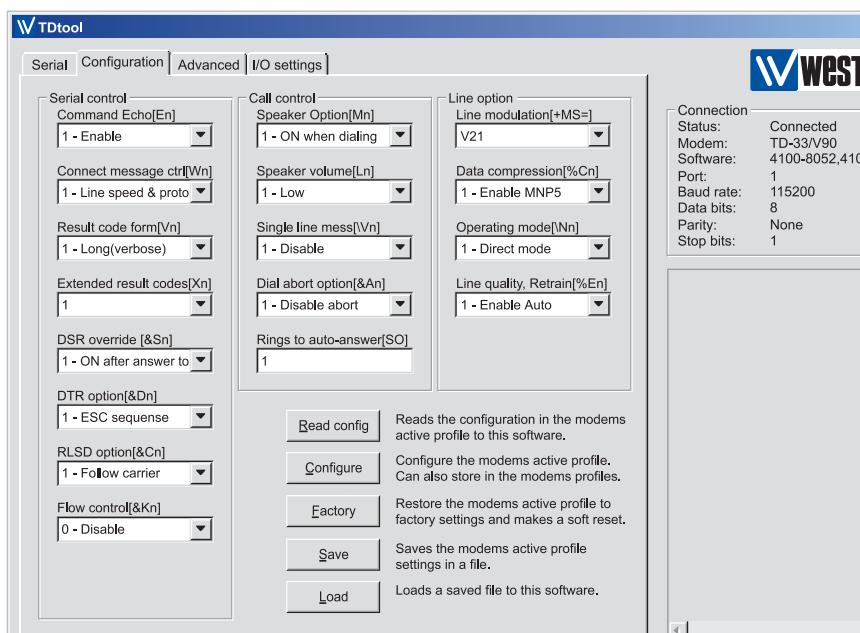 TDtool
Serial
Configuration
Advanced
I/O settings
Serial control
Command Echo[En]
1 - Enable
Connect message ctrl[Wn]
1 - Line speed & proto
Result code form[Vn]
1 - Long(verbose)
Extended result codes[Xn]
1
DSR override [&Sn]
1 - ON after answer to
DTR option[&Dn]
1 - ESC sequense
RLSD option[&Cn]
1 - Follow carrier
Flow control[&Kn]
0 - Disable
Call control
Speaker Option[Mn]
1 - ON when dialing
Speaker volume[Ln]
1 - Low
Single line mess[\Vn]
1 - Disable
Dial abort option[&An]
1 - Disable abort
Rings to auto-answer[SO]
1
Line option
Line modulation[+MS=]
V21
Data compression[%Cn]
1 - Enable MNP5
Operating mode[\Nn]
1 - Direct mode
Line quality, Retrain[%En]
1 - Enable Auto
Read config
Reads the configuration in the modems
active profile to this software.
Configure
Configure the modems active profile.
Can also store in the modems profiles.
Factory
Restore the modems active profile to
factory settings and makes a soft reset.
Save
Saves the modems active profile
settings in a file.
Load
Loads a saved file to this software.
WEST
Connection
Status: Connected
Modem: TD-33/V90
Software: 4100-8052,410
Port: 1
Baud rate: 115200
Data bits: 8
Parity: None
Stop bits: 1